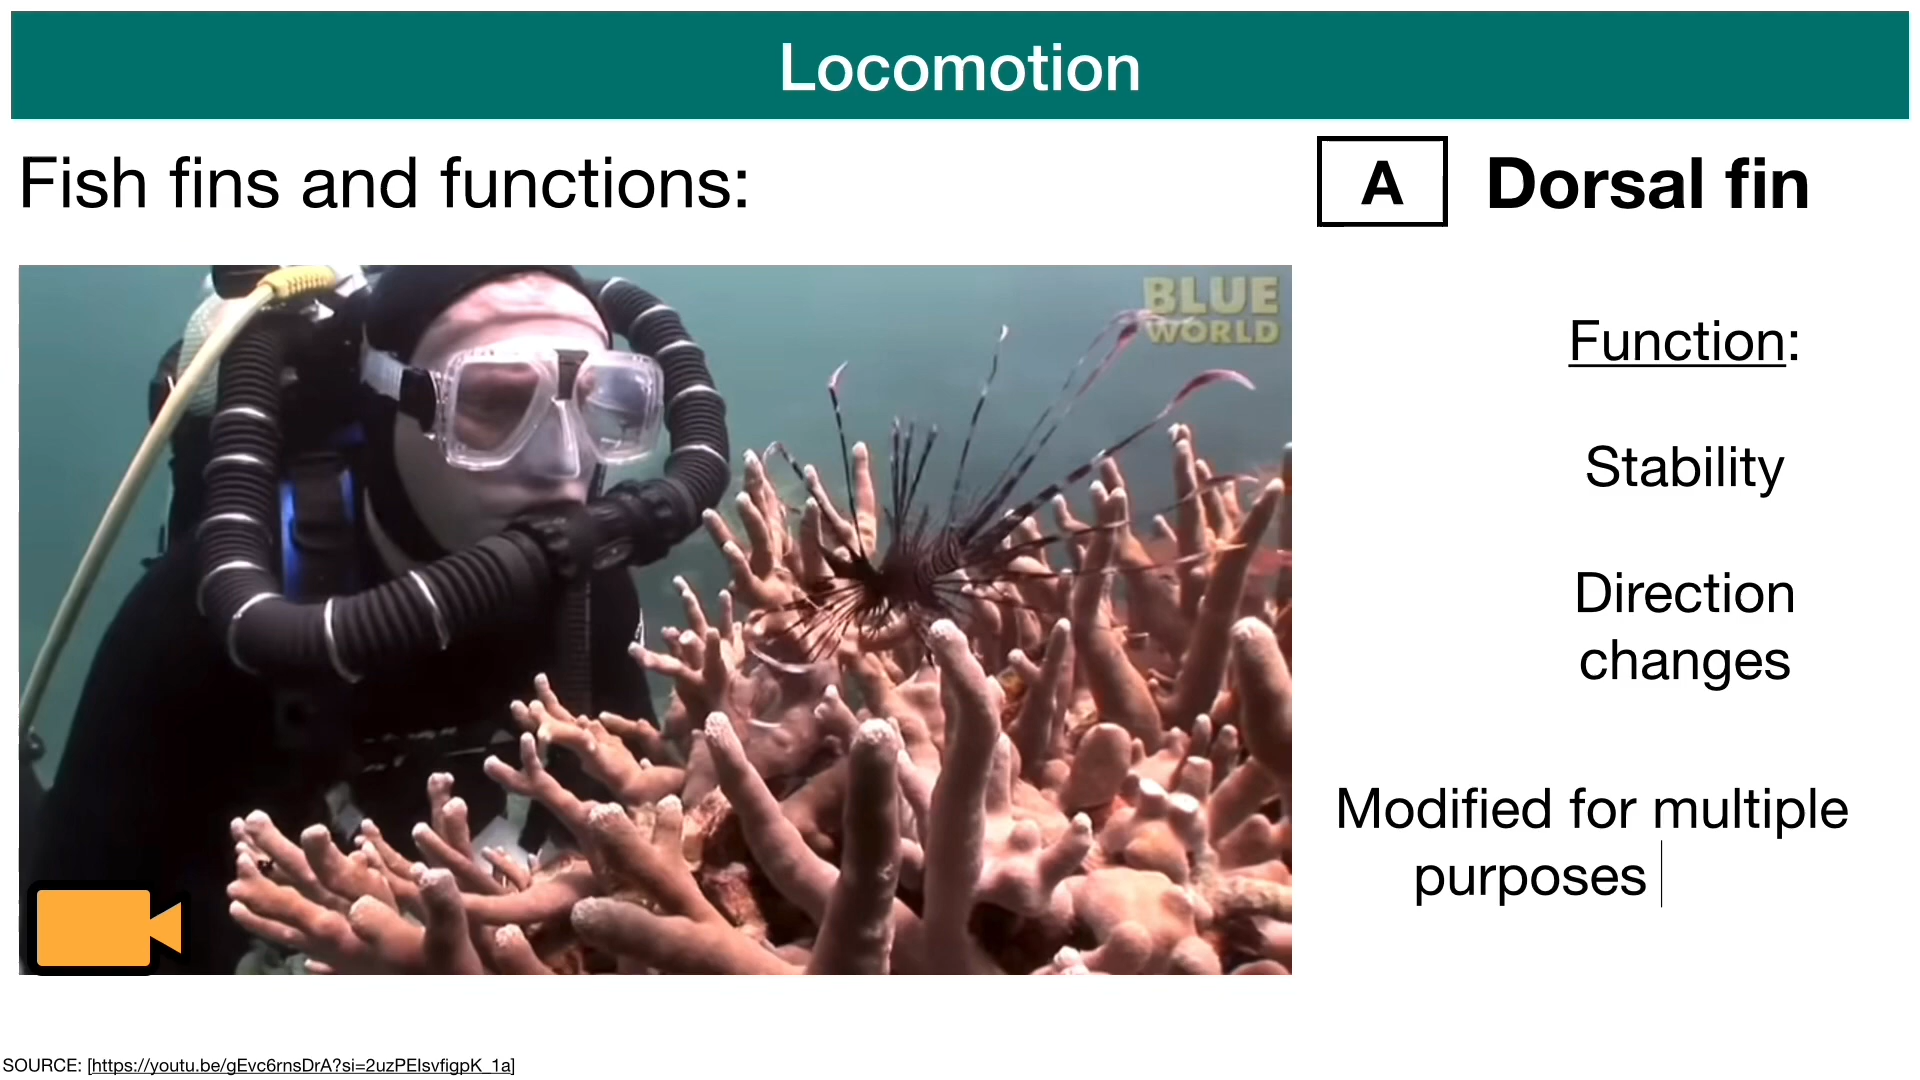 Locomotion
Fish fins and functions:
A
Dorsal fin
BLUE
WORLD
Function:
Stability
Direction
changes
Modified for multiple
purposes
SOURCE: [https://youtu.be/gEvc6rnsDrA?si=2uzPEIsvfigpK_1a]